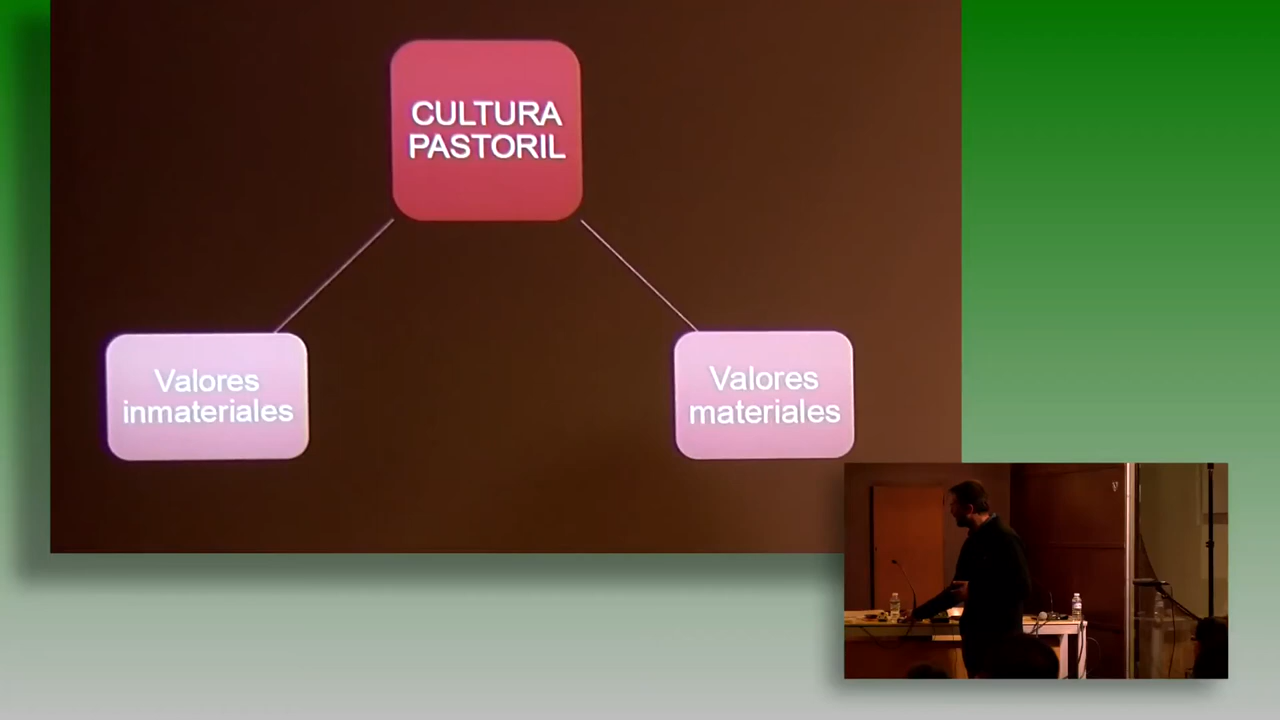 CULTURA
PASTORIL
Valores
inmateriales
Valores
materiales